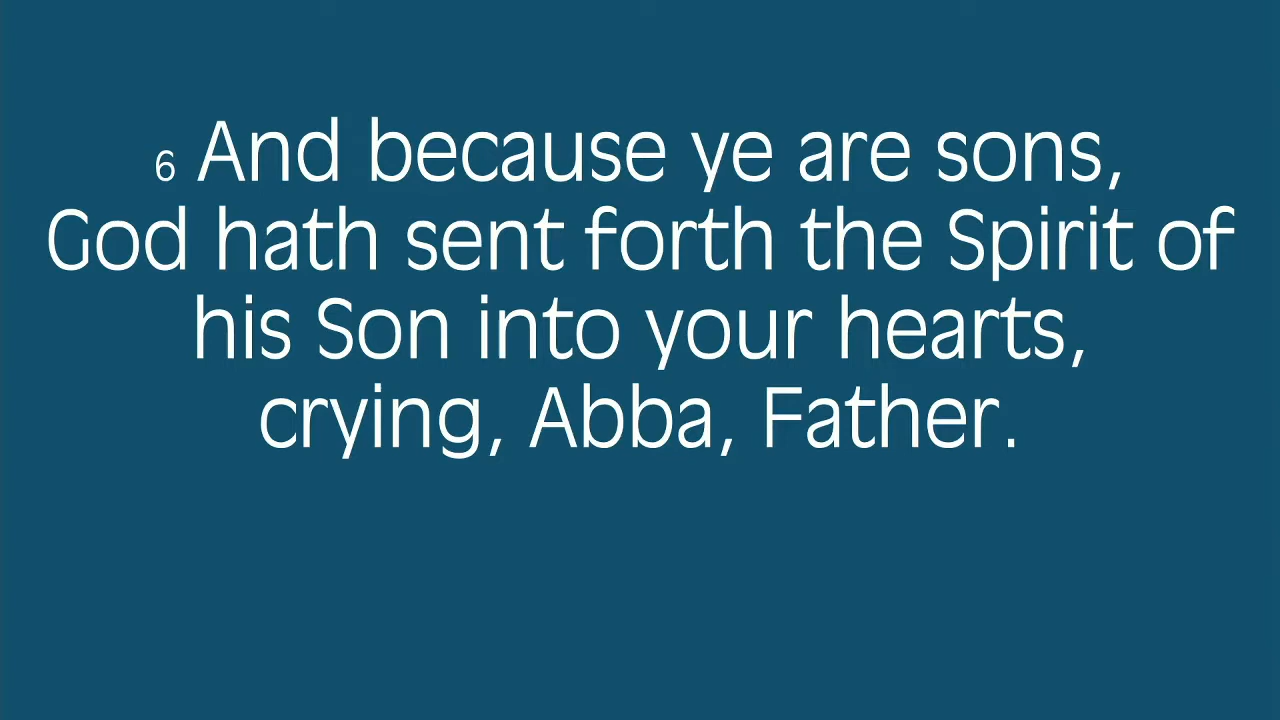 6 And because ye are sons,
God hath sent forth the Spirit of
his Son into your hearts,
crying, Abba, Father.